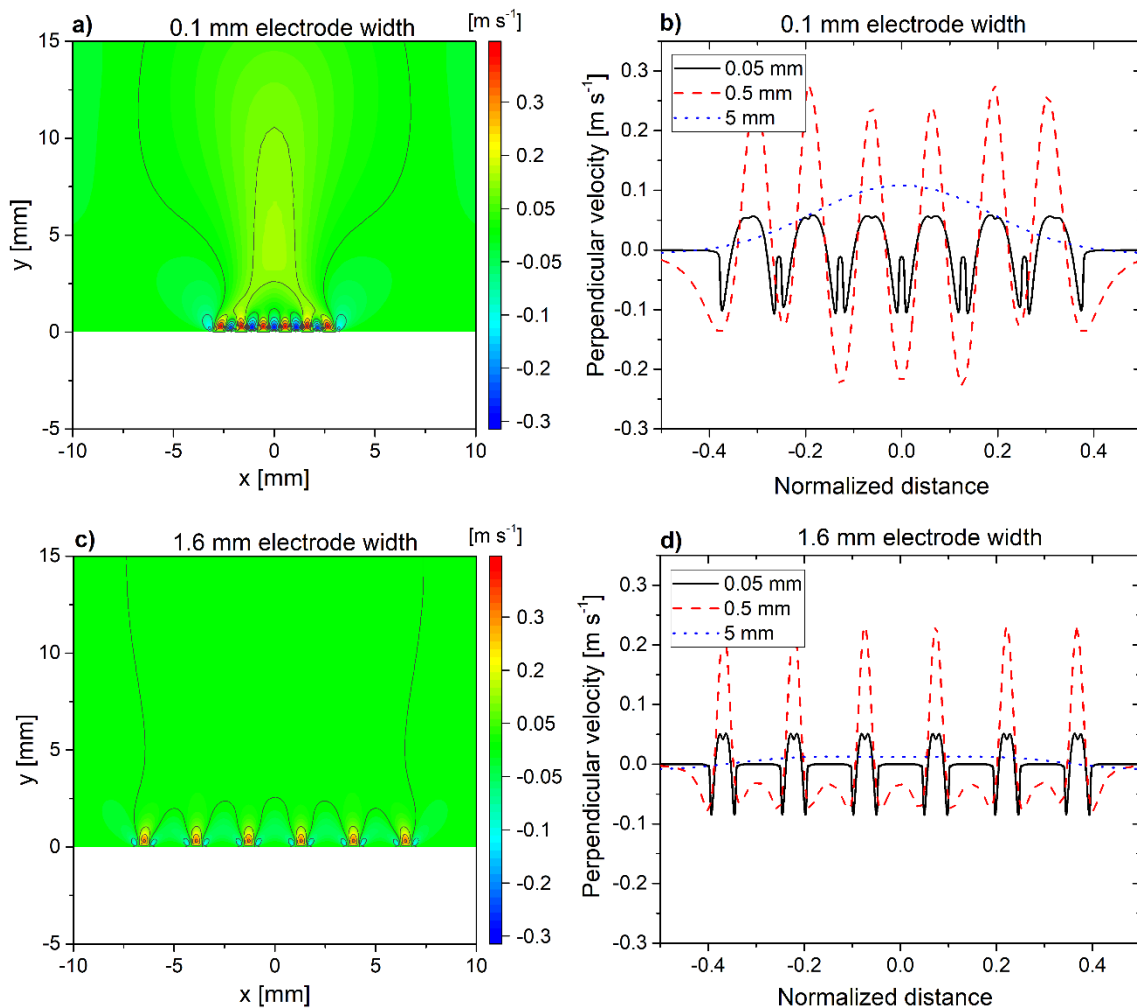 a) 0.1 mm electrode width
[m s⁻¹]
15
10
5
0
-5
y [mm]
-10 -5 0 5 10
x [mm]
0.3
0.2
0.05
-0.05
-0.1
-0.2
-0.3
b) 0.1 mm electrode width
0.05 mm
0.5 mm
5 mm
0.3
0.2
0.1
0.0
-0.1
-0.2
-0.3
Perpendicular velocity [m s⁻¹]
-0.4 -0.2 0.0 0.2 0.4
Normalized distance
c) 1.6 mm electrode width
[m s⁻¹]
15
10
5
0
-5
y [mm]
-10 -5 0 5 10
x [mm]
0.3
0.2
0.05
-0.05
-0.1
-0.2
-0.3
d) 1.6 mm electrode width
0.05 mm
0.5 mm
5 mm
0.3
0.2
0.1
0.0
-0.1
-0.2
-0.3
Perpendicular velocity [m s⁻¹]
-0.4 -0.2 0.0 0.2 0.4
Normalized distance